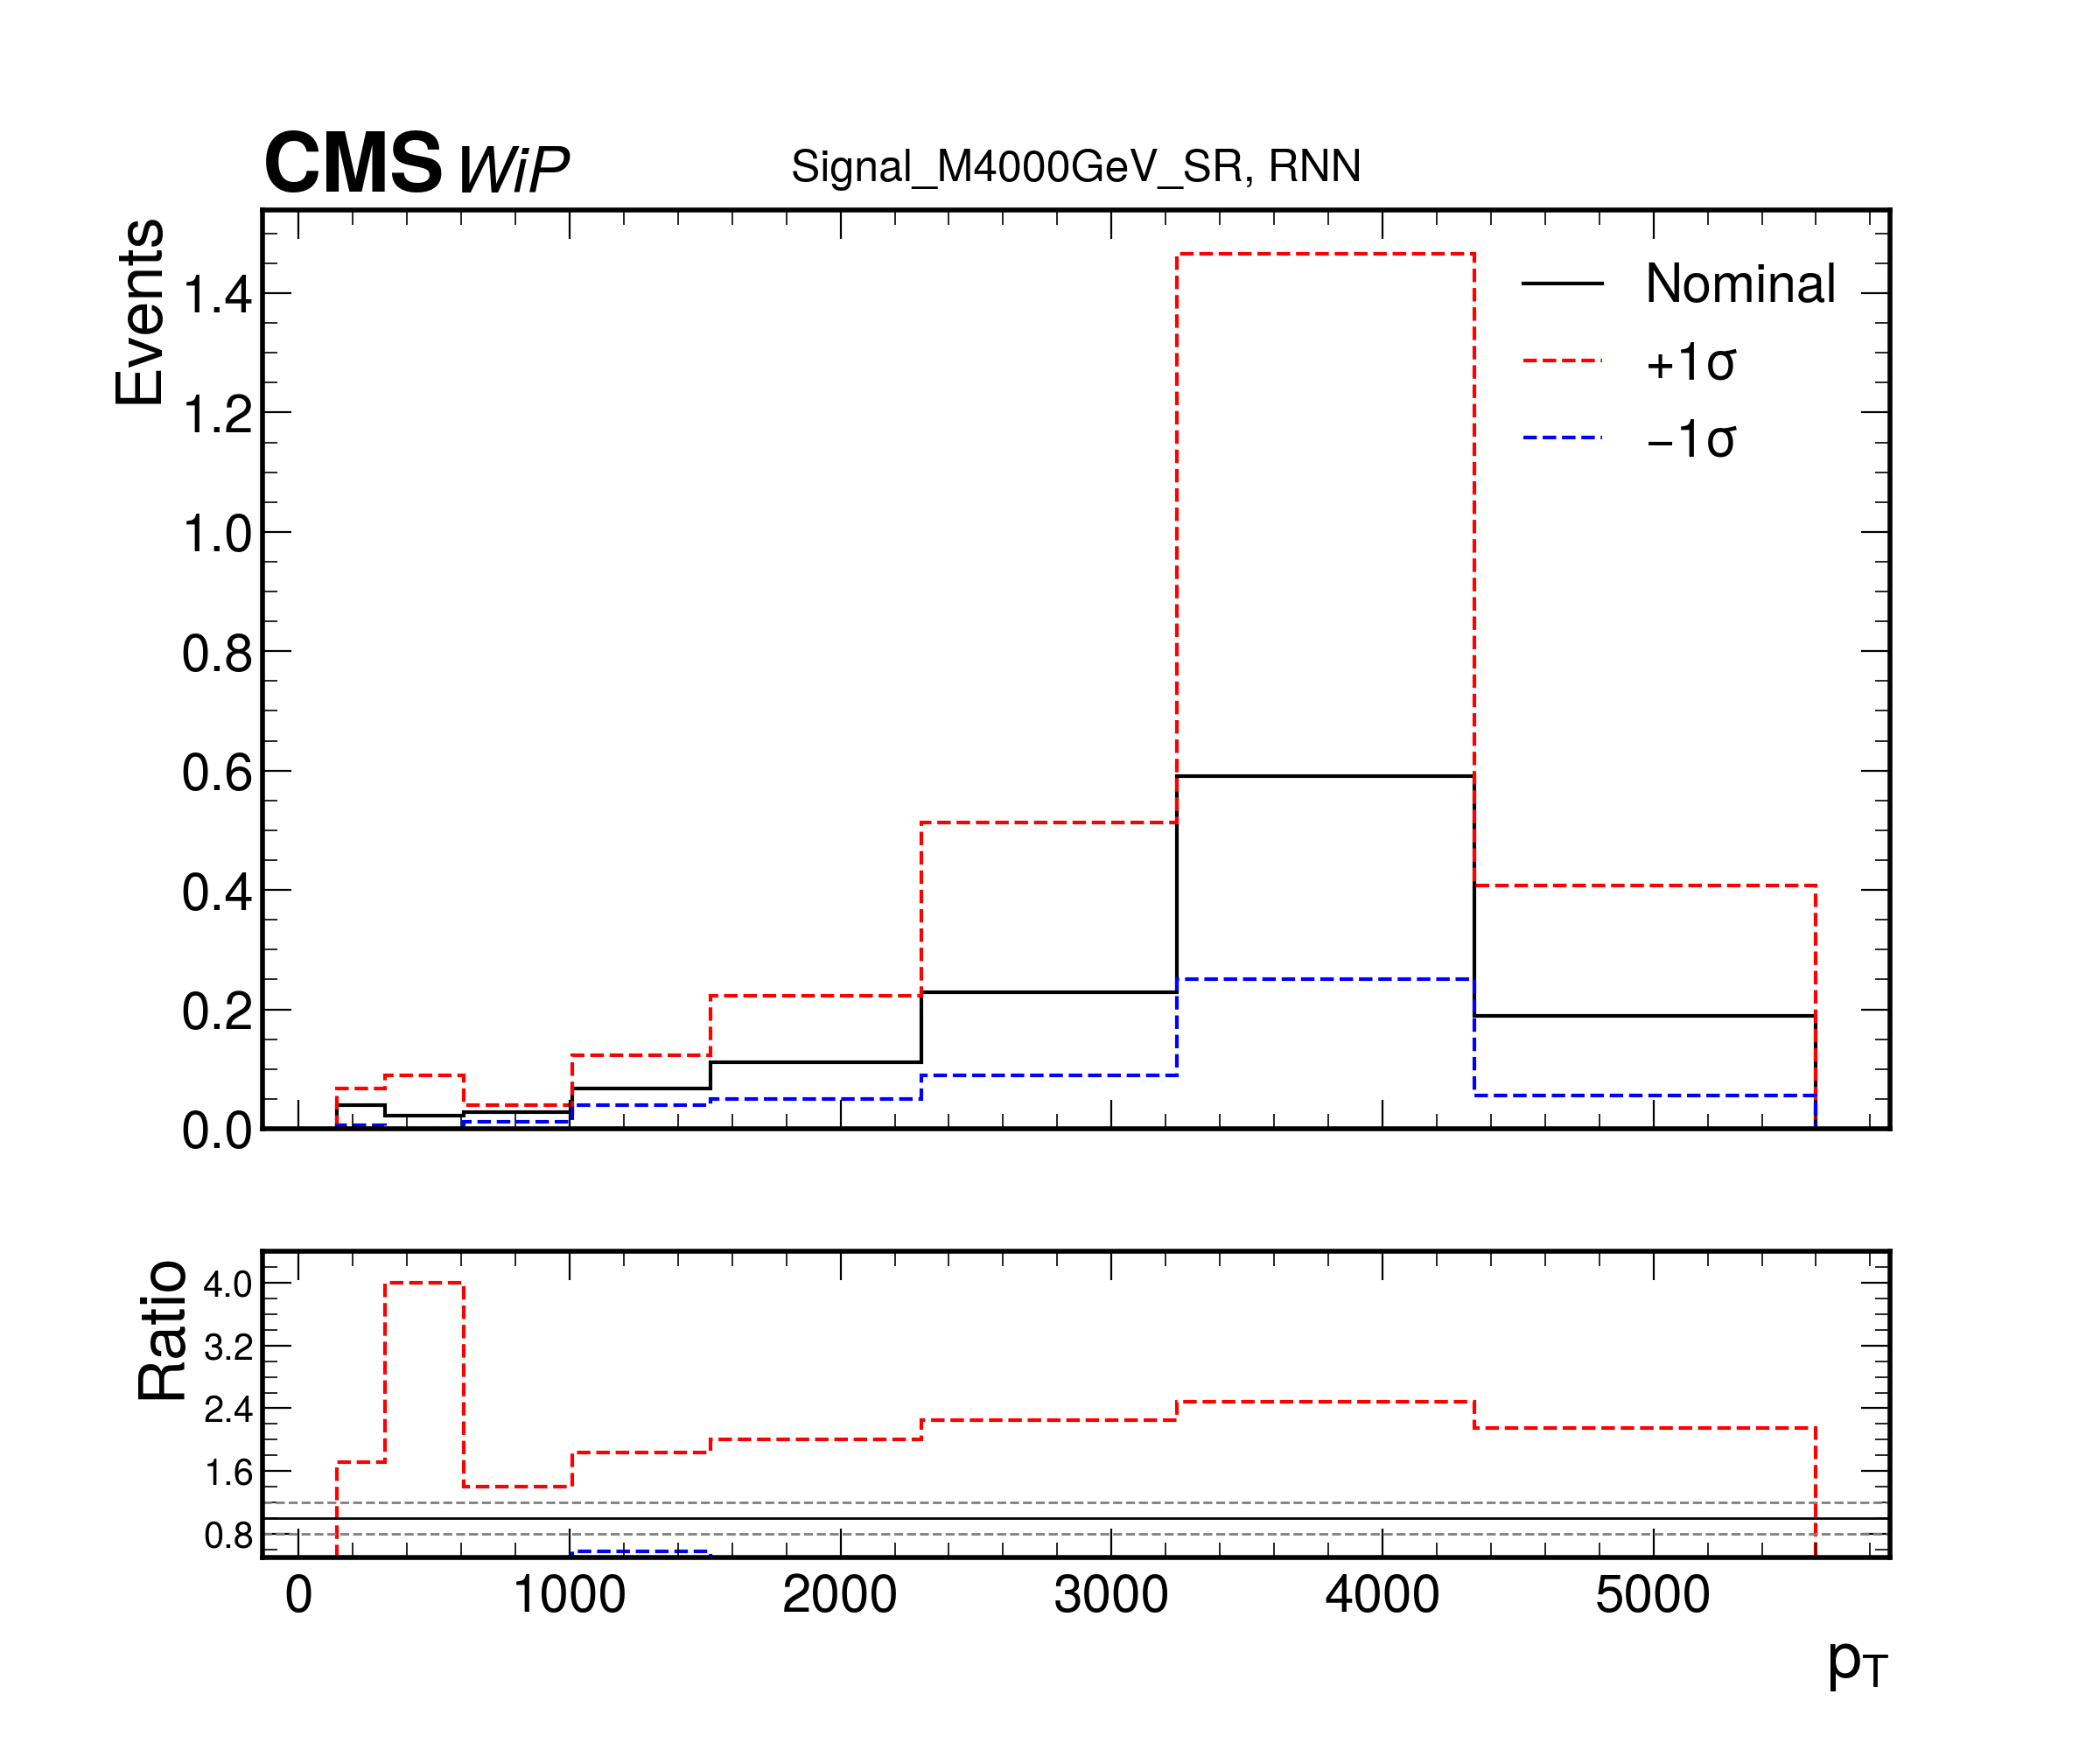 CMS WiP
Signal_M4000GeV_SR, RNN
Events
1.4
1.2
1.0
0.8
0.6
0.4
0.2
0.0
Nominal
+1σ
−1σ
Ratio
4.0
3.2
2.4
1.6
0.8
0 1000 2000 3000 4000 5000
pT